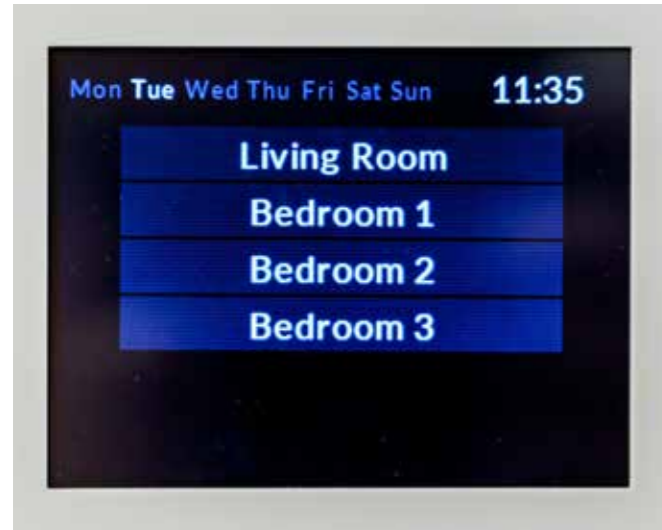 Mon Tue Wed Thu Fri Sat Sun 11:35
Living Room
Bedroom 1
Bedroom 2
Bedroom 3